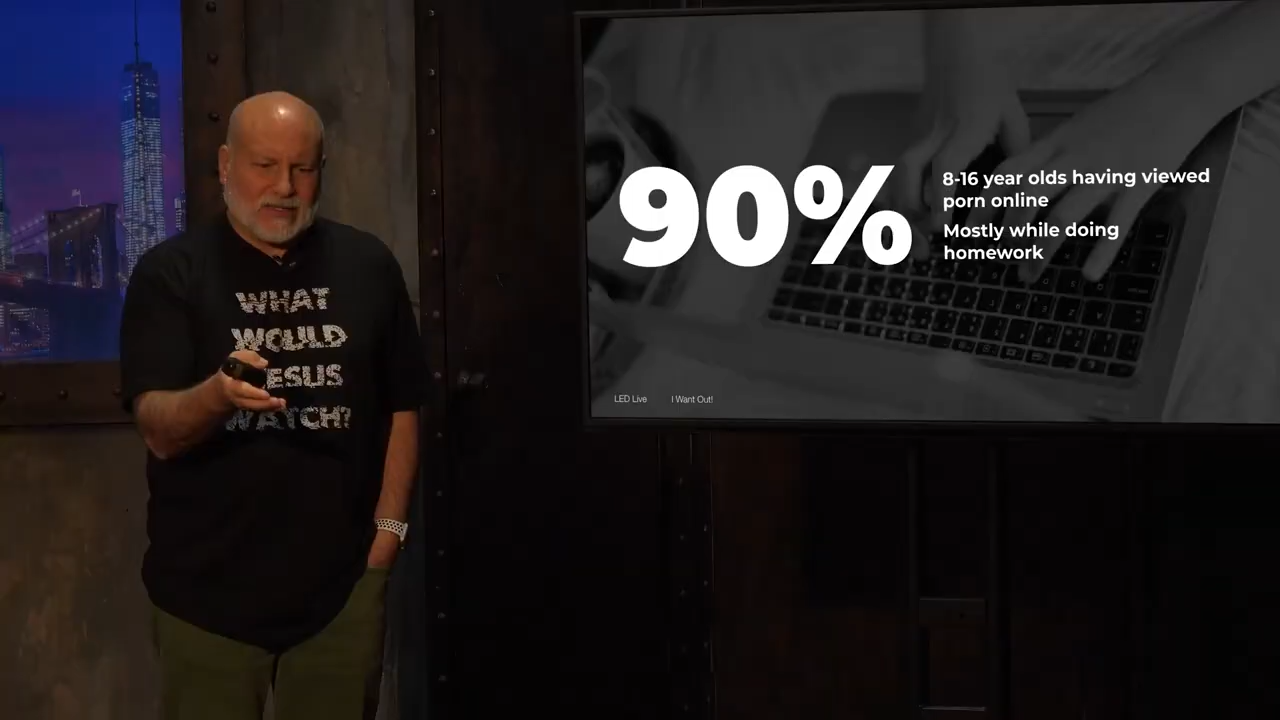 WHAT
WOULD
ESUS
WATCH?
90%
8-16 year olds having viewed
porn online
Mostly while doing
homework
LED Live
I Want Out!